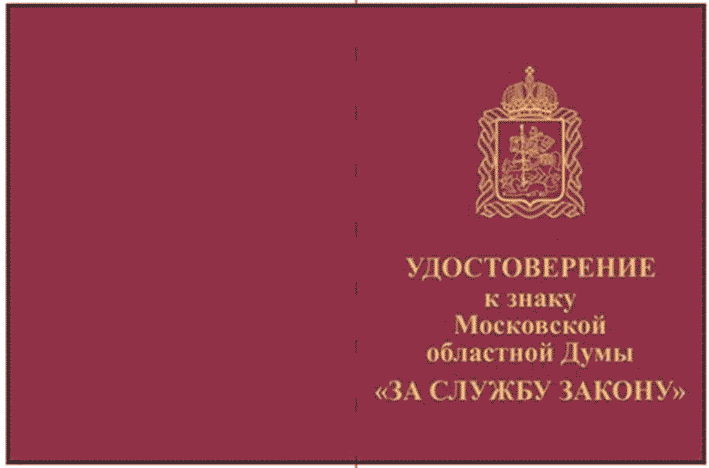 УДОСТОВЕРЕНИЕ
к знаку
Московской
областной Думы
«ЗА СЛУЖБУ ЗАКОНУ»